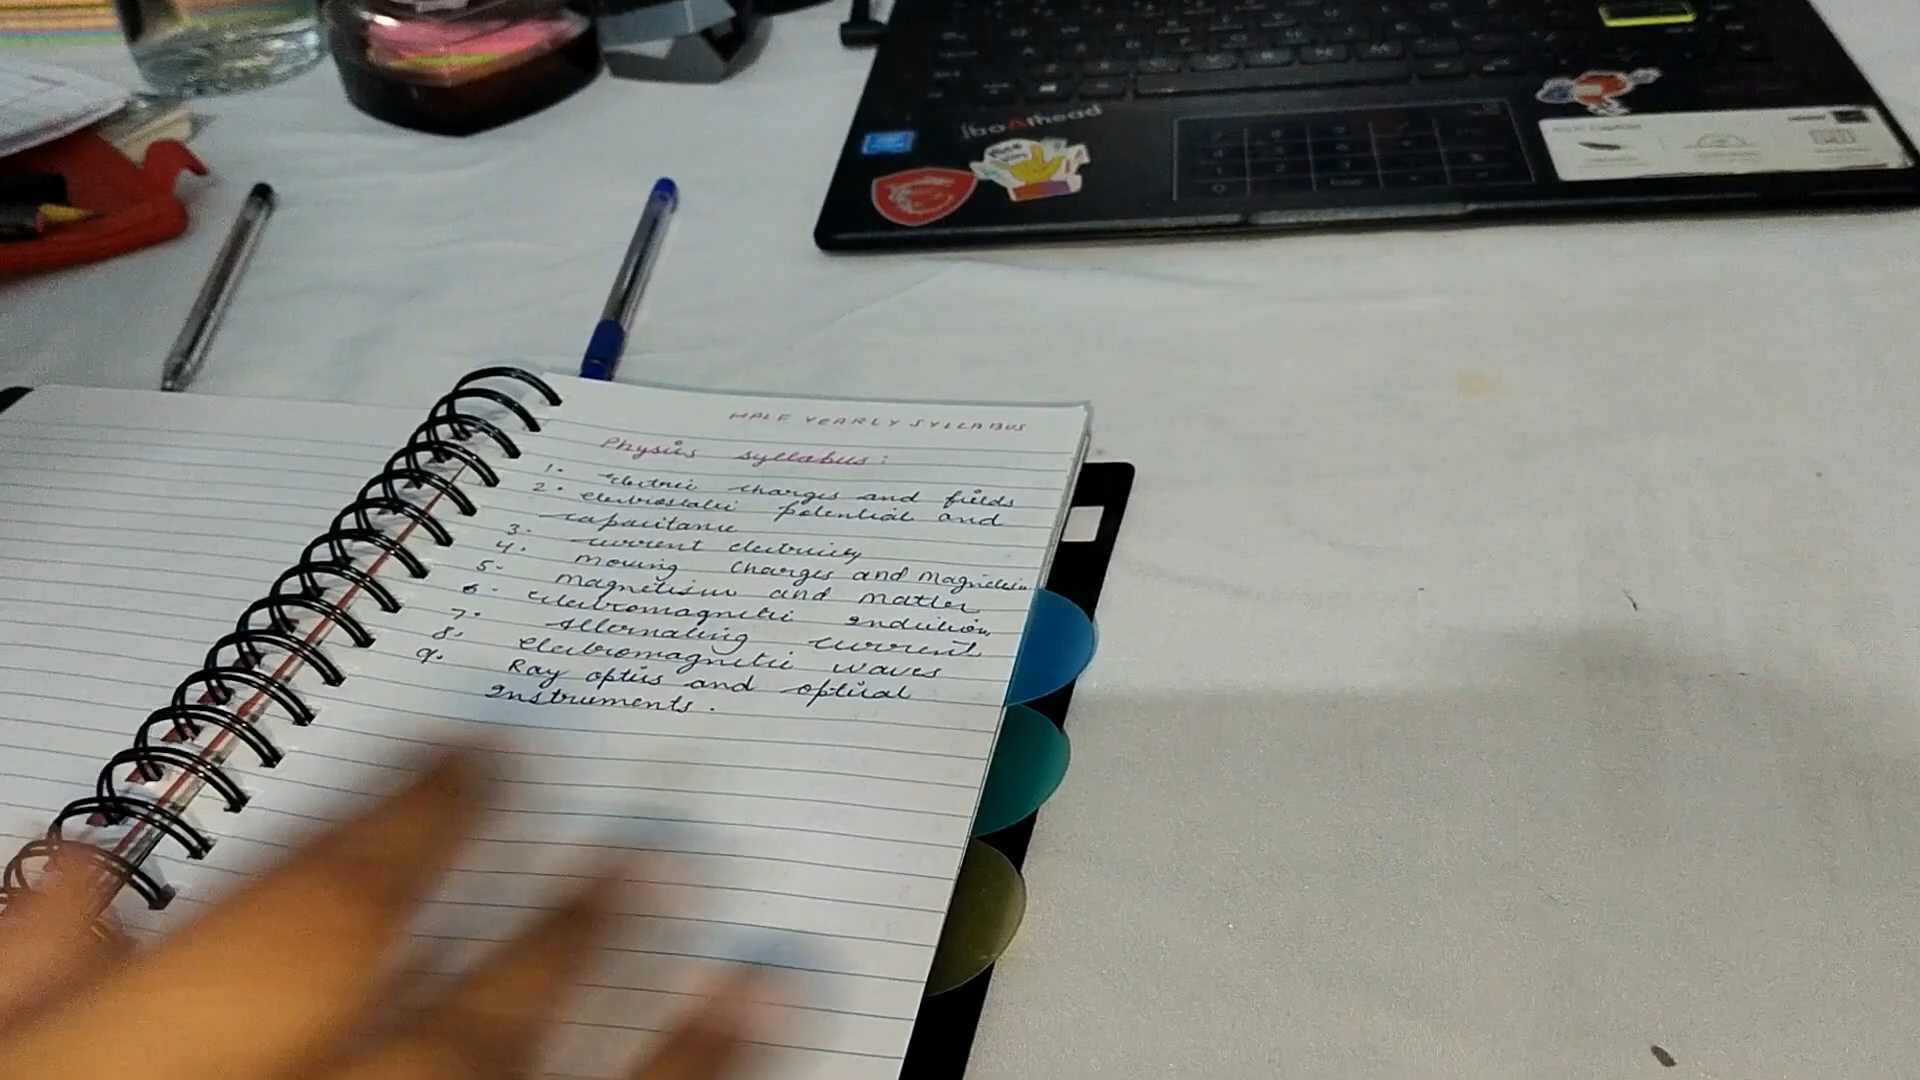 HALF YEARLY SYLLABUS
Physics syllabus:
1. electric charges and fields
2. electrostatic potential and
capacitance
3. current electricity
4. moving charges and magnetism
5. magnetism and matter
6. electromagnetic induction
7. Alternating current
8. electromagnetic waves
9. Ray optics and optical
instruments.
boAthead